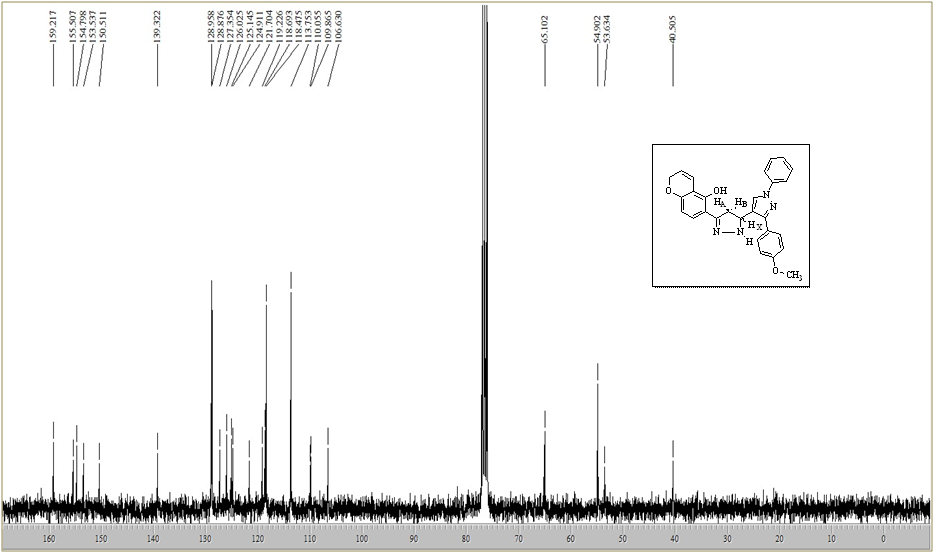 159.217
155.507
154.798
153.537
150.511
139.322
128.958
128.876
127.354
126.025
125.145
124.911
121.704
119.226
118.693
118.475
113.753
110.055
109.865
106.630
65.102
54.902
53.634
40.505
O
OH
HA
HB
HX
N
N
N
N
H
O
CH3
160 150 140 130 120 110 100 90 80 70 60 50 40 30 20 10 0